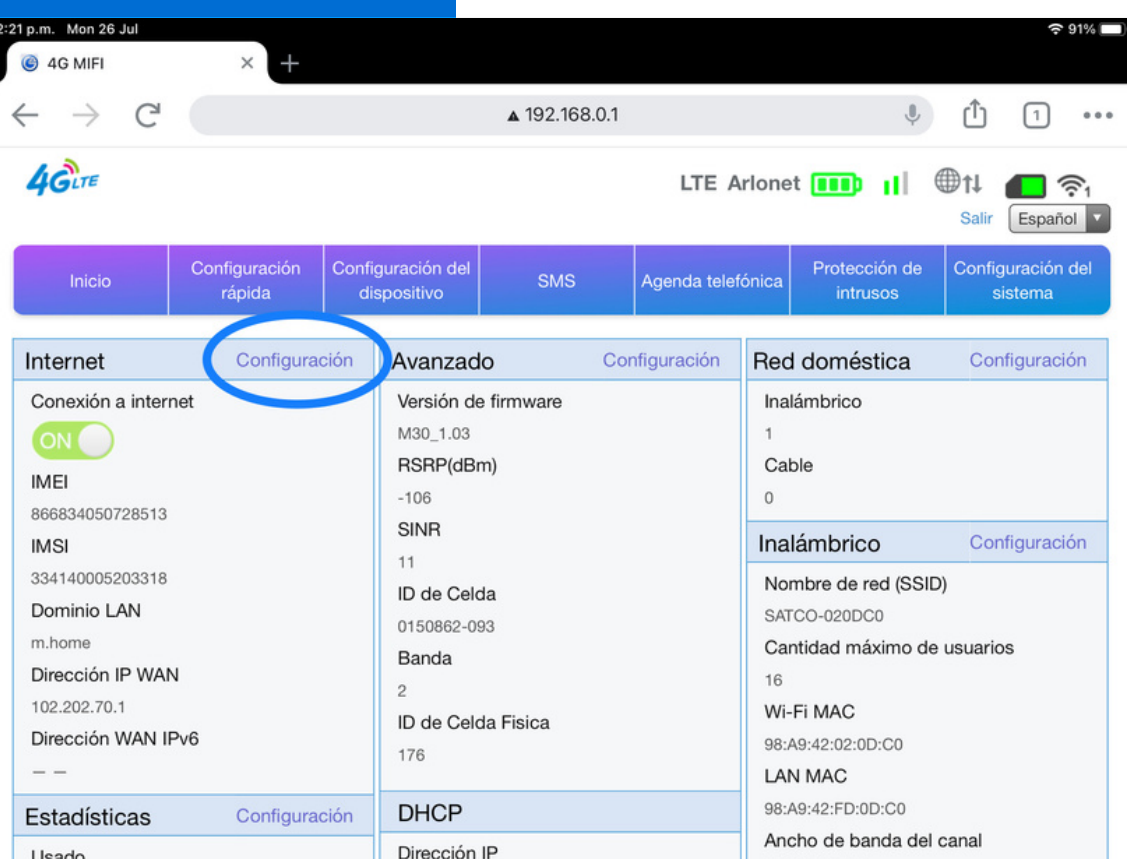 2:21 p.m. Mon 26 Jul
91%
4G MIFI
192.168.0.1
1
4G LTE
LTE Arlonet
1
Salir
Español
Inicio
Configuración rápida
Configuración del dispositivo
SMS
Agenda telefónica
Protección de intrusos
Configuración del sistema
Internet
Configuración
Conexión a internet
ON
IMEI
866834050728513
IMSI
334140005203318
Dominio LAN
m.home
Dirección IP WAN
102.202.70.1
Dirección WAN IPv6
– –
Estadísticas
Configuración
Usado
Avanzado
Configuración
Versión de firmware
M30_1.03
RSRP(dBm)
-106
SINR
11
ID de Celda
0150862-093
Banda
2
ID de Celda Fisica
176
DHCP
Dirección IP
Red doméstica
Configuración
Inalámbrico
1
Cable
0
Inalámbrico
Configuración
Nombre de red (SSID)
SATCO-020DC0
Cantidad máximo de usuarios
16
Wi-Fi MAC
98:A9:42:02:0D:C0
LAN MAC
98:A9:42:FD:0D:C0
Ancho de banda del canal